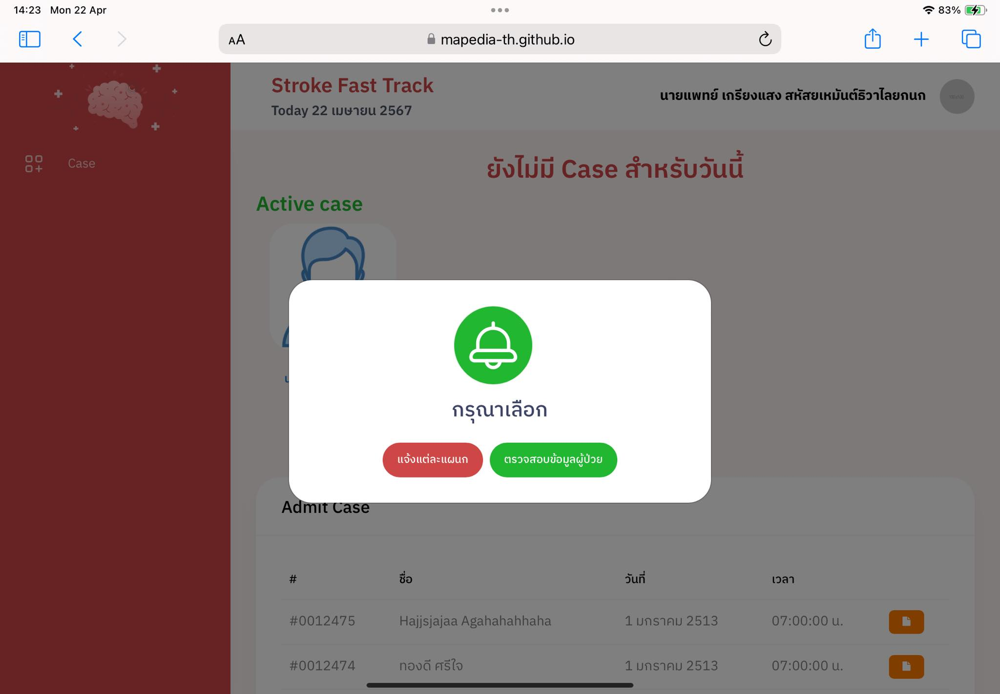 14:23 Mon 22 Apr
83%
AA
mapedia-th.github.io
Stroke Fast Track
Today 22 เมษายน 2567
นายแพทย์ เกรียงแสง สหัสยเหมันต์ธิวาไลยกนก
Case
ยังไม่มี Case สำหรับวันนี้
Active case
กรุณาเลือก
แจ้งแต่ละแผนก
ตรวจสอบข้อมูลผู้ป่วย
Admit Case
# ชื่อ วันที่ เวลา
#0012475 Hajjsjajaa Agahahahhaha 1 มกราคม 2513 07:00:00 น.
#0012474 ทองดี ศรีใจ 1 มกราคม 2513 07:00:00 น.